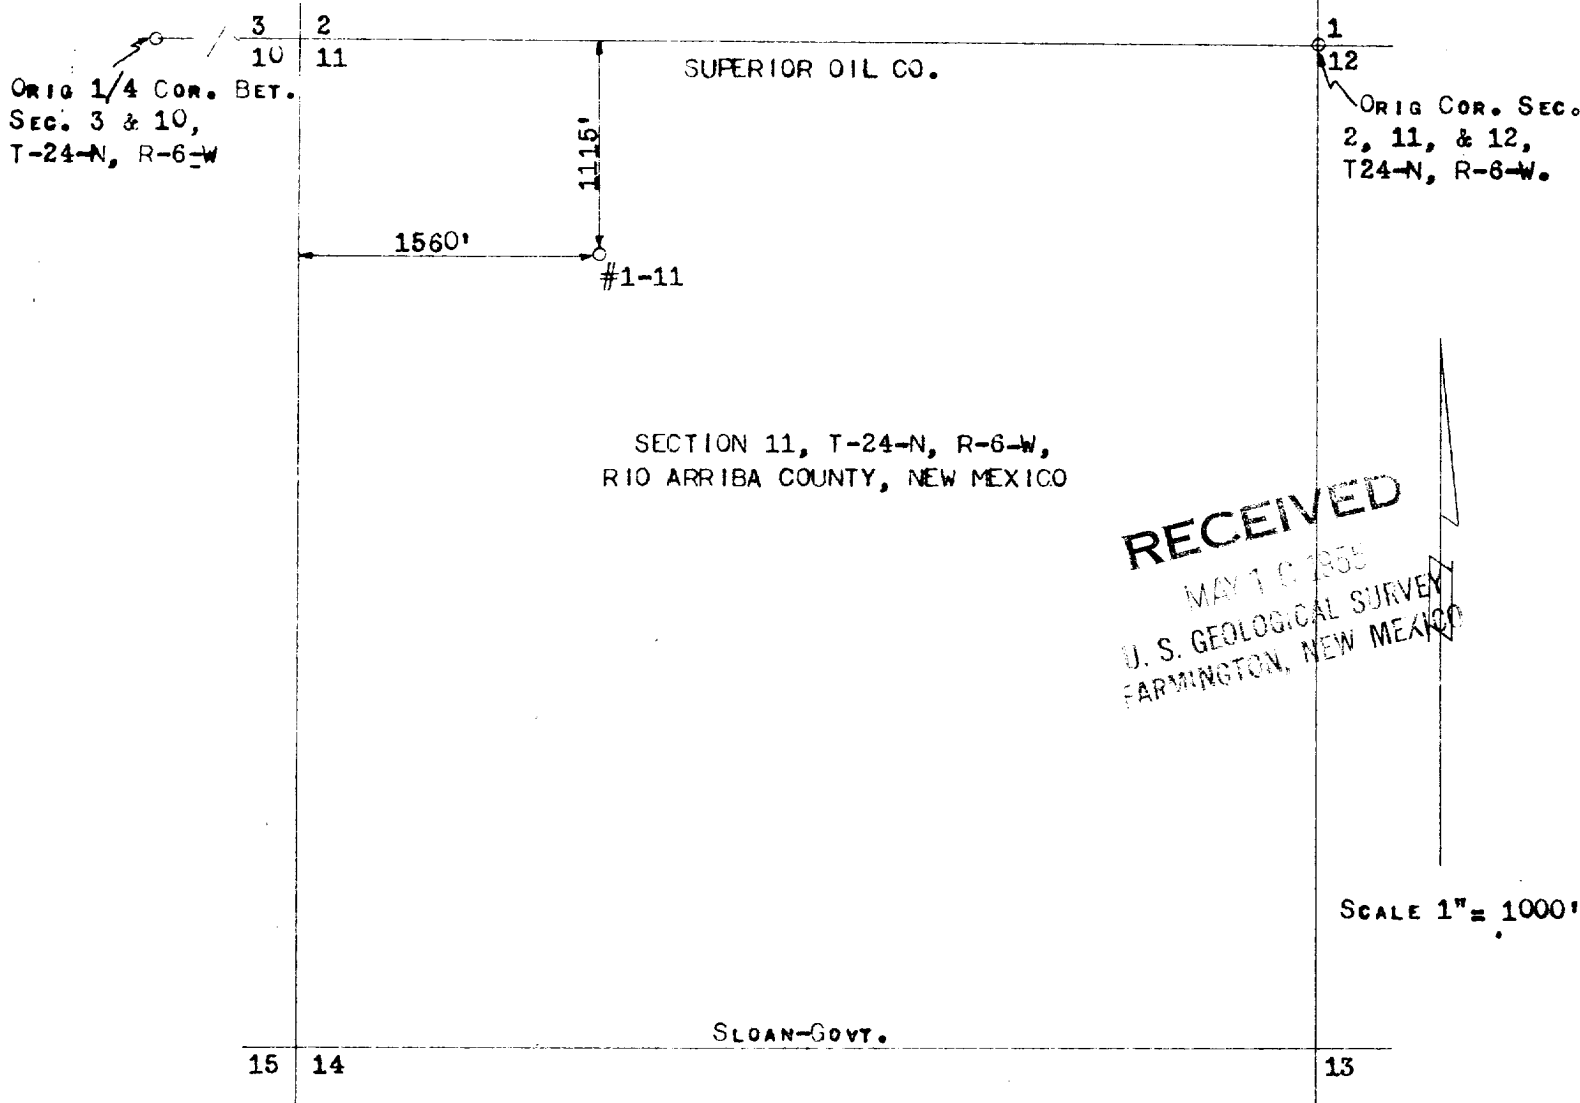 3 2
10 11
1
12
SUPERIOR OIL CO.
ORIG 1/4 COR. BET.
SEC. 3 & 10,
T-24-N, R-6-W
ORIG COR. SEC.
2, 11, & 12,
T24-N, R-6-W.
1115'
1560'
#1-11
SECTION 11, T-24-N, R-6-W,
RIO ARRIBA COUNTY, NEW MEXICO
RECEIVED
MAY 1
U. S. GEOLOGICAL SURVEY
FARMINGTON, NEW MEXICO
SCALE 1"= 1000'
SLOAN-GOVT.
15 14
13